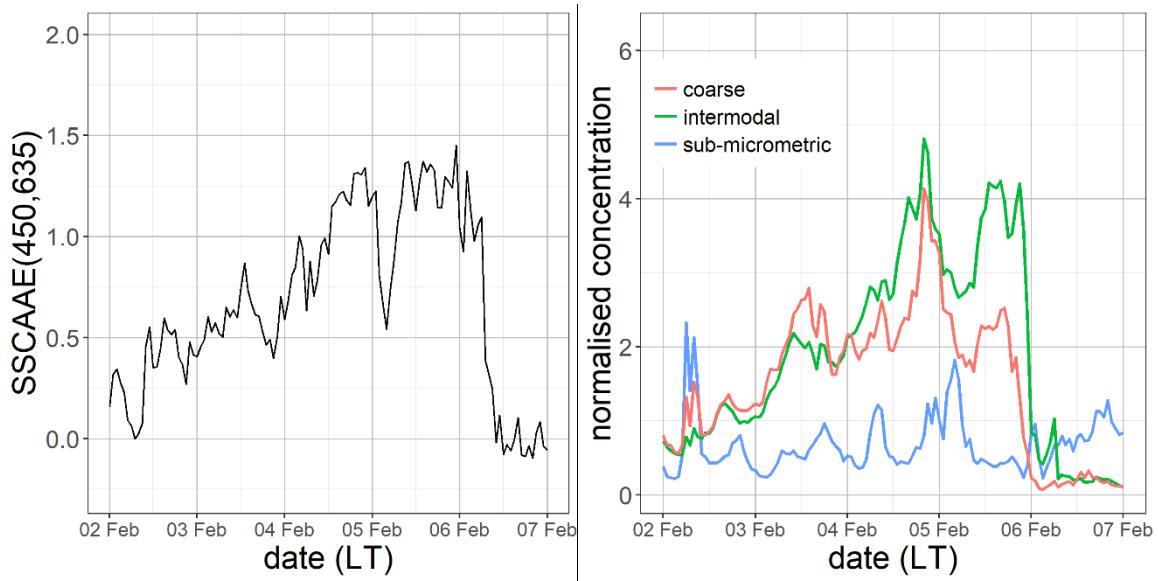 SSCAAE(450,635)
2.0
1.5
1.0
0.5
0.0
02 Feb 03 Feb 04 Feb 05 Feb 06 Feb 07 Feb
date (LT)
normalised concentration
6
4
2
0
coarse
intermodal
sub-micrometric
02 Feb 03 Feb 04 Feb 05 Feb 06 Feb 07 Feb
date (LT)